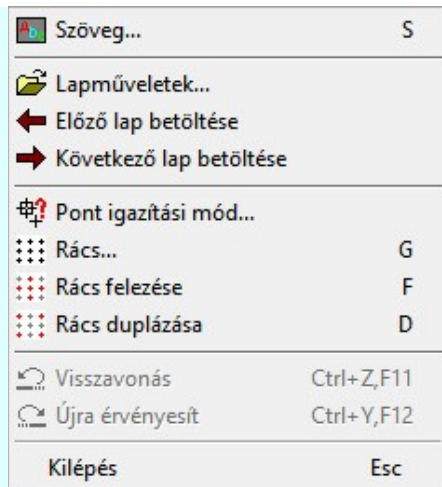 Szöveg... S
Lapműveletek...
Előző lap betöltése
Következő lap betöltése
Pont igazítási mód...
Rács... G
Rács felezése F
Rács duplázása D
Visszavonás Ctrl+Z,F11
Újra érvényesít Ctrl+Y,F12
Kilépés Esc